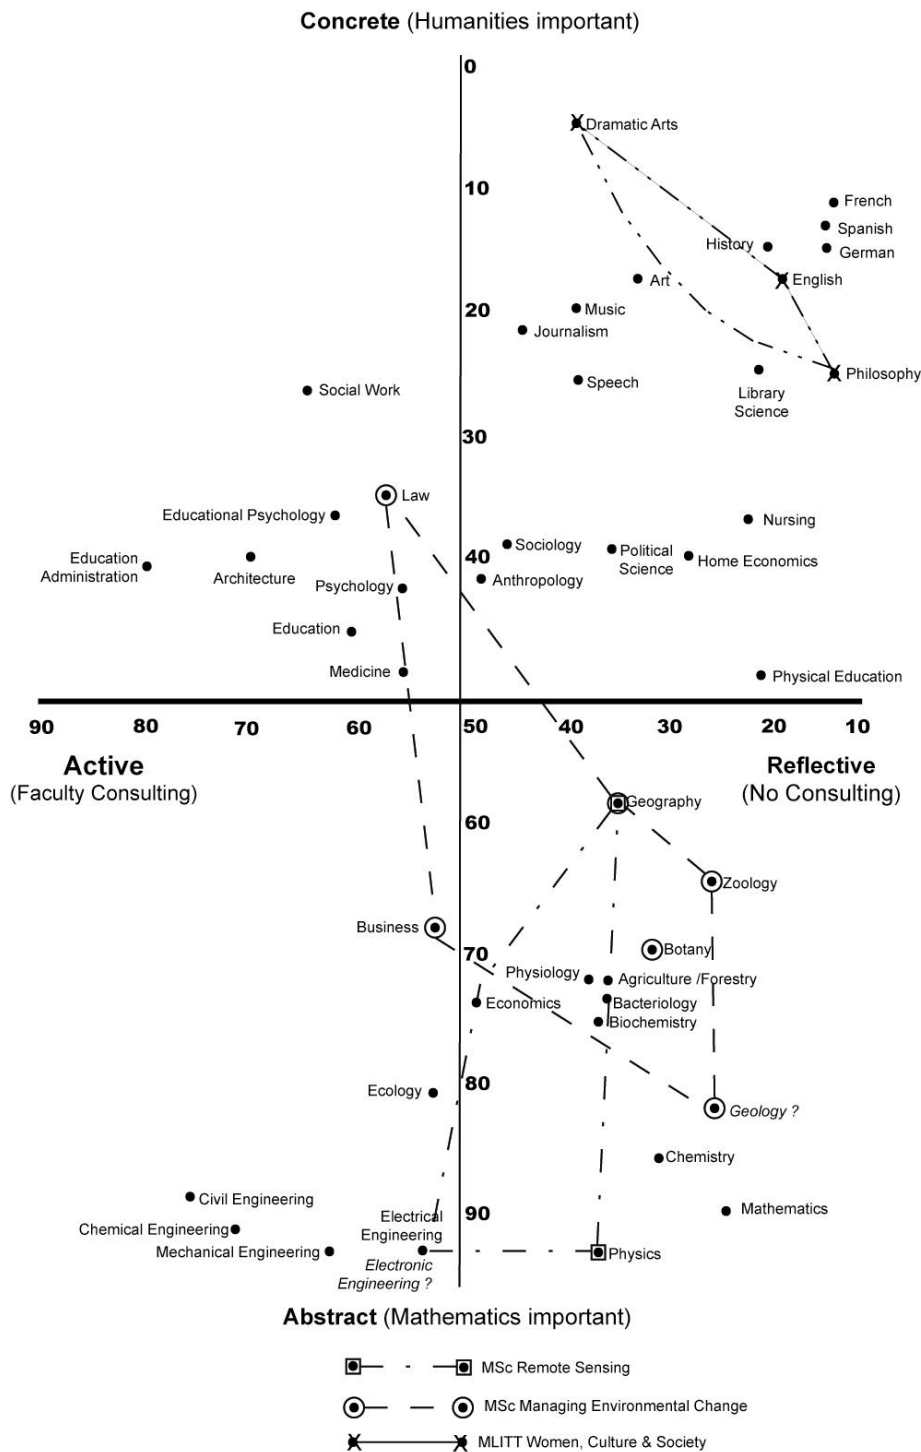 Concrete (Humanities important)
0
Dramatic Arts
10
French
Spanish
History
German
Art
English
20
Music
Journalism
Philosophy
Speech
Social Work
Library
Science
30
Law
Educational Psychology
Nursing
Sociology
Political
Science
40
Education
Administration
Architecture
Home Economics
Psychology
Anthropology
Education
Medicine
Physical Education
90
80
70
60
50
40
30
20
10
Active
(Faculty Consulting)
Reflective
(No Consulting)
Geography
60
Zoology
Business
Botany
70
Physiology
Agriculture /Forestry
Economics
Bacteriology
Biochemistry
80
Ecology
Geology ?
Chemistry
Civil Engineering
Mathematics
90
Chemical Engineering
Electrical
Engineering
Mechanical Engineering
Physics
Electronic
Engineering ?
Abstract (Mathematics important)
MSc Remote Sensing
MSc Managing Environmental Change
MLITT Women, Culture & Society